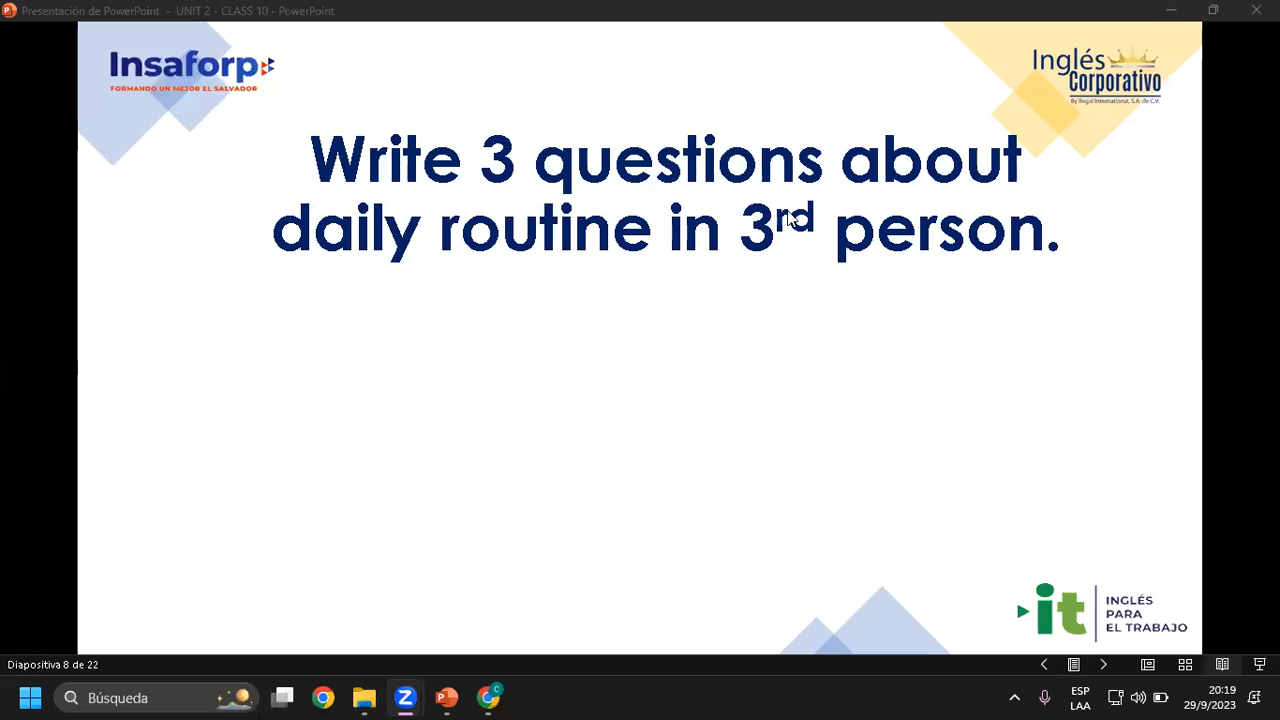 Presentación de PowerPoint - UNIT 2 - CLASS 10 - PowerPoint
Insaforp
FORMANDO UN MEJOR EL SALVADOR
Inglés
Corporativo
By Regal International, S.A. de C.V.
Write 3 questions about
daily routine in 3rd person.
it
INGLÉS
PARA
EL TRABAJO
Diapositiva 8 de 22
Búsqueda
C
ESP
LAA
20:19
29/9/2023